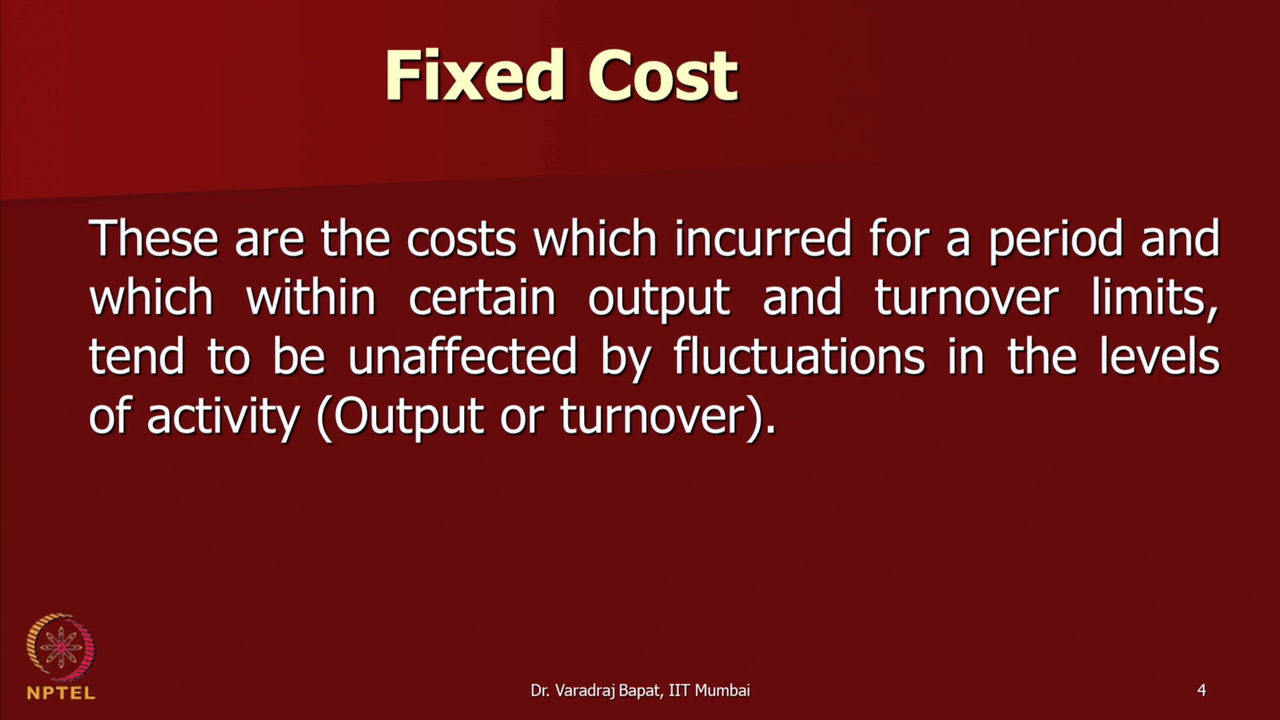 Fixed Cost
These are the costs which incurred for a period and
which within certain output and turnover limits,
tend to be unaffected by fluctuations in the levels
of activity (Output or turnover).
NPTEL
Dr. Varadraj Bapat, IIT Mumbai
4